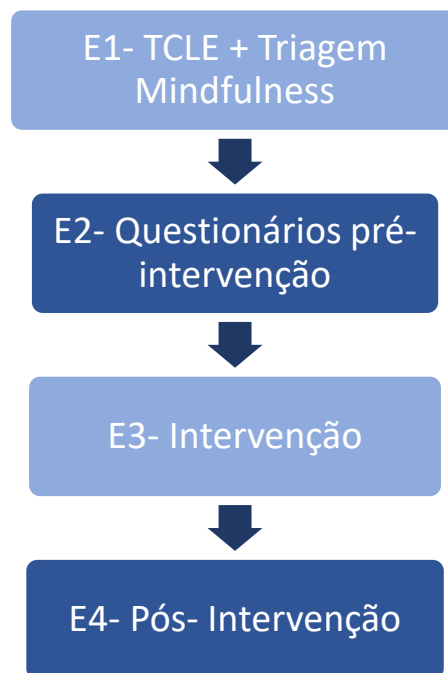 E1- TCLE + Triagem
Mindfulness
E2- Questionários pré-
intervenção
E3- Intervenção
E4- Pós- Intervenção